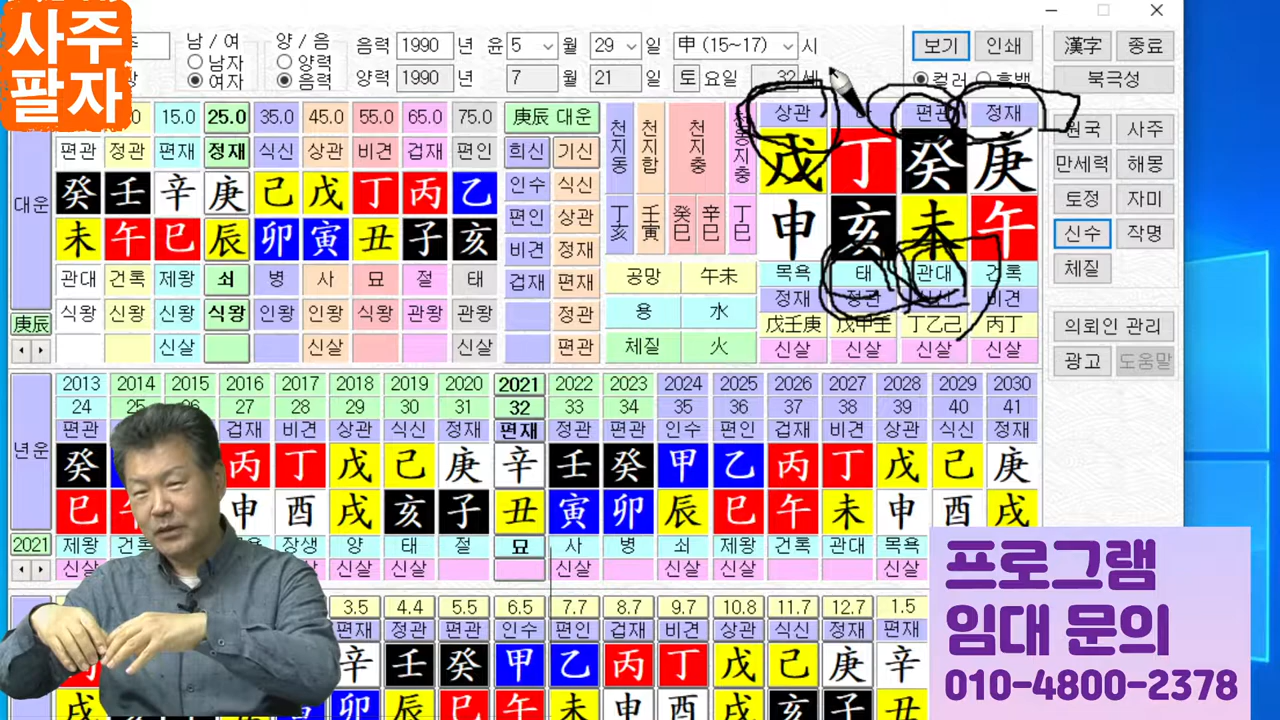 사주
팔자
남 / 여
남자
여자
양 / 음
양력
음력
음력 1990 년 윤 5 월 29 일 申 (15~17) 시
양력 1990 년 7 월 21 일 토 요일 32 세
보기 인쇄
漢字 종료
컬러 흑백
북극성
15.0 25.0 35.0 45.0 55.0 65.0 75.0
편관 정관 편재 정재 식신 상관 비견 겁재 편인
대운
癸 壬 辛 庚 己 戊 丁 丙 乙
未 午 巳 辰 卯 寅 丑 子 亥
관대 건록 제왕 쇠 병 사 묘 절 태
庚辰
식왕 신왕 신왕 식왕 인왕 인왕 식왕 관왕 관왕
신살 신살 신살
庚辰 대운
희신 기신
인수 식신
편인 상관
비견 정재
겁재 편재
정관
편관
천지동 천지합 천지충
丁亥 壬寅 癸巳 辛巳 丁巳
공망 午未
용 水
체질 火
상관 편관 정재
戊 丁 癸 庚
申 亥 未 午
목욕 태 관대 건록
정재 정관 비견
戊壬庚 戊甲壬 丁乙己 丙丁
신살 신살 신살 신살
원국 사주
만세력 해몽
토정 자미
신수 작명
체질
의뢰인 관리
광고 도움말
2013 2014 2015 2016 2017 2018 2019 2020 2021 2022 2023 2024 2025 2026 2027 2028 2029 2030
24 25 26 27 28 29 30 31 32 33 34 35 36 37 38 39 40 41
편관 겁재 비견 상관 식신 정재 편재 정관 편관 인수 편인 겁재 비견 상관 식신 정재
년운
癸 丙 丁 戊 己 庚 辛 壬 癸 甲 乙 丙 丁 戊 己 庚
巳 午 申 酉 戌 亥 子 丑 寅 卯 辰 巳 午 未 申 酉 戌
2021
제왕 건록 장생 양 태 절 묘 사 병 쇠 제왕 건록 관대 목욕
신살 신살 신살 신살 신살 신살 신살 신살
3.5 4.4 5.5 6.5 7.7 8.7 9.7 10.8 11.7 12.7 1.5
편재 정관 편관 인수 편인 겁재 비견 상관 식신 정재 편재
辛 壬 癸 甲 乙 丙 丁 戊 己 庚 辛
戌 卯 辰 巳 午 未 申 酉 戌 亥 子 丑
프로그램
임대 문의
010-4800-2378